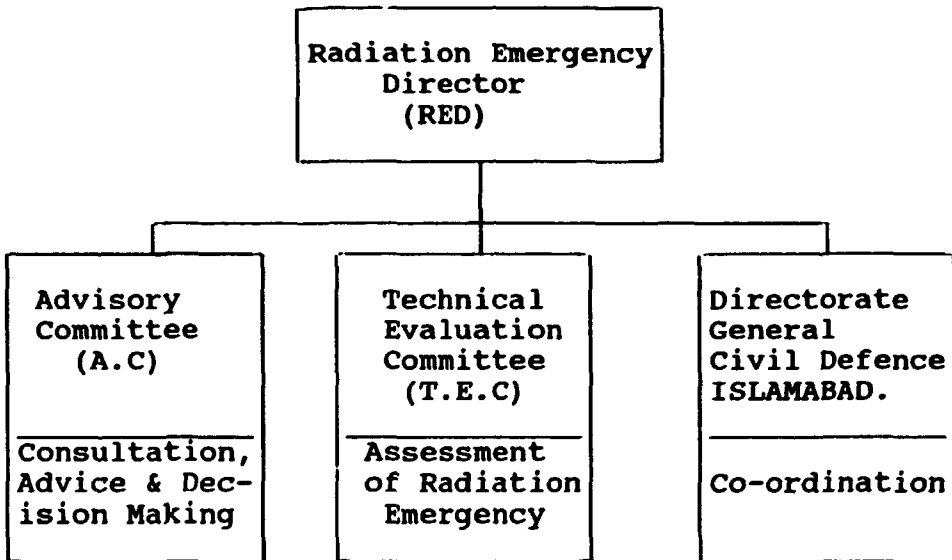 Radiation Emergency
Director
(RED)
Advisory
Committee
(A.C)
Consultation,
Advice & Dec-
ision Making
Technical
Evaluation
Committee
(T.E.C)
Assessment
of Radiation
Emergency
Directorate
General
Civil Defence
ISLAMABAD.
Co-ordination